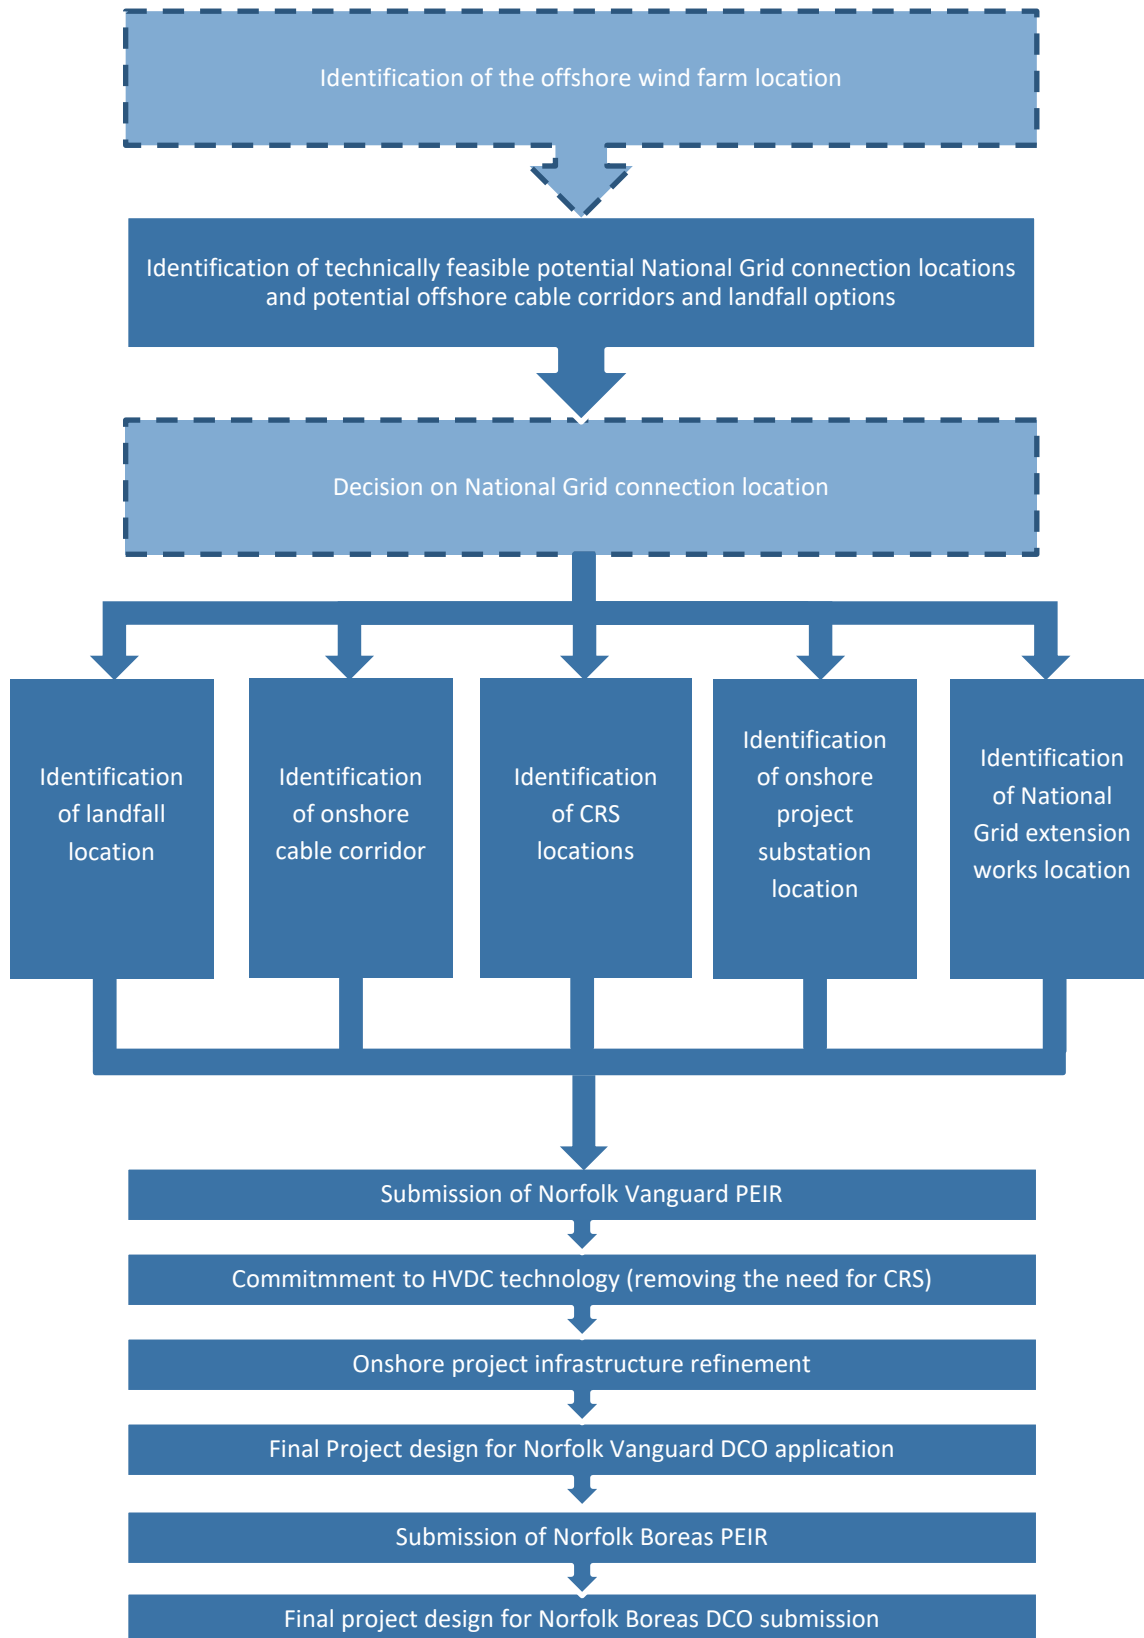 Identification of the offshore wind farm location
Identification of technically feasible potential National Grid connection locations
and potential offshore cable corridors and landfall options
Decision on National Grid connection location
Identification
of landfall
location
Identification
of onshore
cable corridor
Identification
of CRS
locations
Identification
of onshore
project
substation
location
Identification
of National
Grid extension
works location
Submission of Norfolk Vanguard PEIR
Commitmment to HVDC technology (removing the need for CRS)
Onshore project infrastructure refinement
Final Project design for Norfolk Vanguard DCO application
Submission of Norfolk Boreas PEIR
Final project design for Norfolk Boreas DCO submission